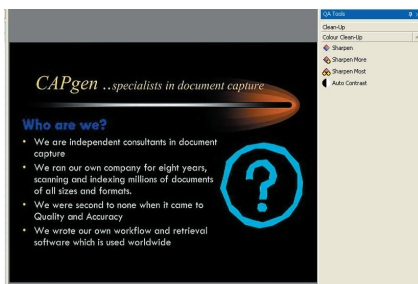 QA Tools
Clean-Up
Colour Clean-Up
Sharpen
Sharpen More
Sharpen Most
Auto Contrast
CAPgen ..specialists in document capture
Who are we?
• We are independent consultants in document
capture
• We ran our own company for eight years,
scanning and indexing millions of documents
of all sizes and formats.
• We were second to none when it came to
Quality and Accuracy
• We wrote our own workflow and retrieval
software which is used worldwide
?